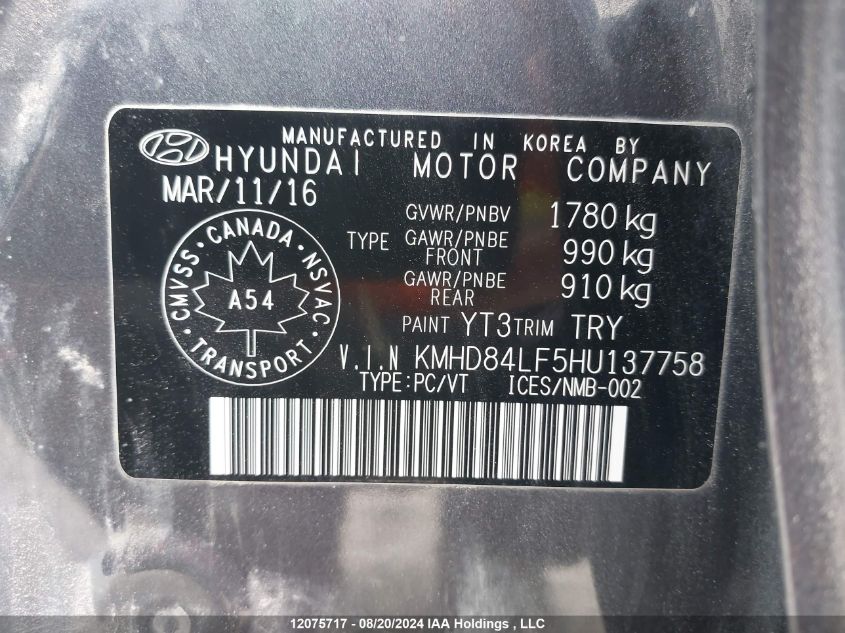 MANUFACTURED IN KOREA BY
HYUNDAI MOTOR COMPANY
MAR/11/16
GVWR/PNBV 1780 kg
TYPE GAWR/PNBE FRONT 990 kg
GAWR/PNBE REAR 910 kg
CMVSS · CANADA · NSVAC · TRANSPORT ·
A54
PAINT YT3 TRIM TRY
V.I.N KMHD84LF5HU137758
TYPE:PC/VT ICES/NMB-002
12075717 - 08/20/2024 IAA Holdings , LLC